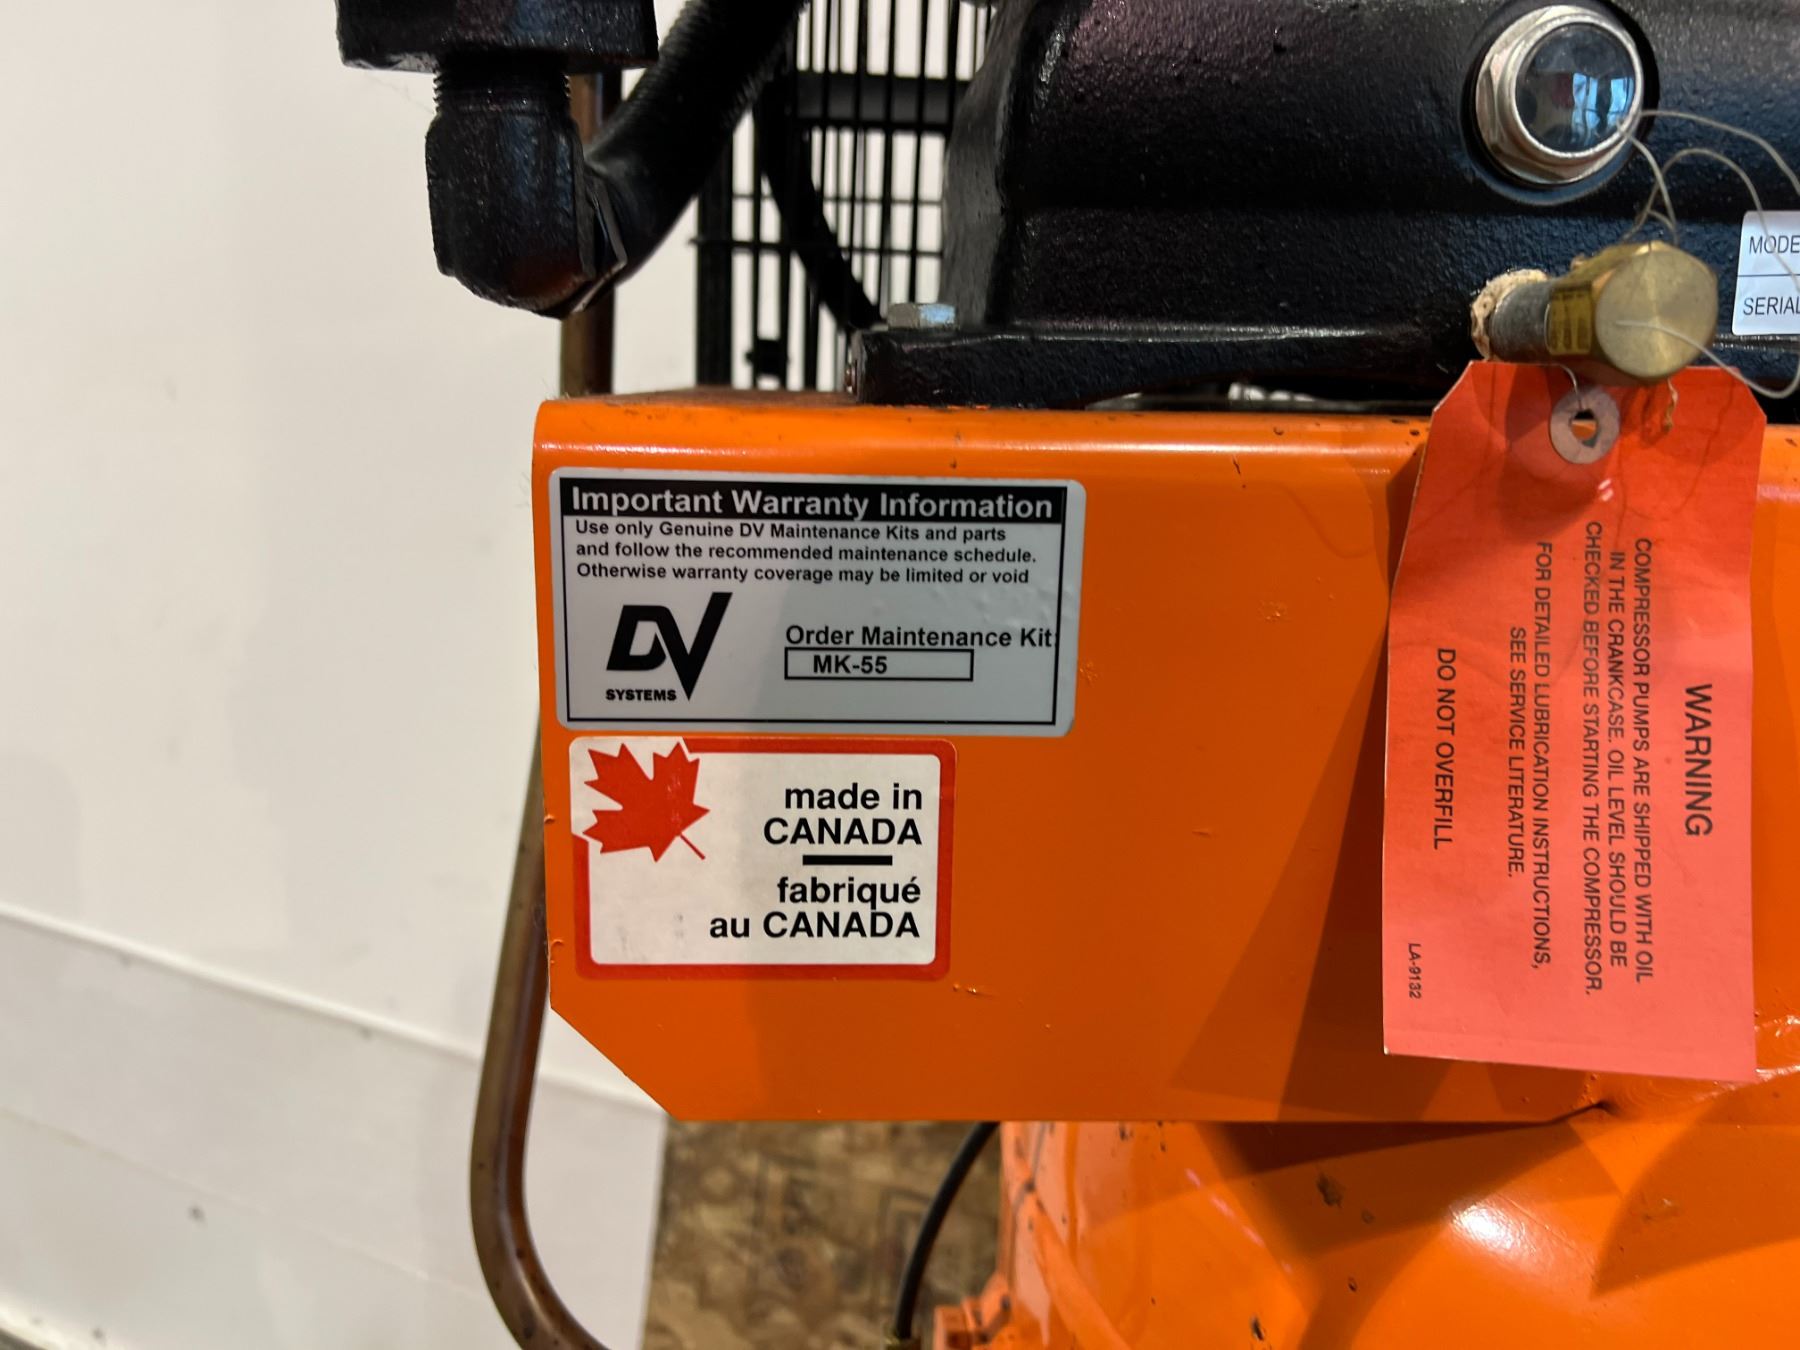 Important Warranty Information
Use only Genuine DV Maintenance Kits and parts
and follow the recommended maintenance schedule.
Otherwise warranty coverage may be limited or void
DV
SYSTEMS
Order Maintenance Kit:
MK-55
made in
CANADA
fabriqué
au CANADA
WARNING
COMPRESSOR PUMPS ARE SHIPPED WITH OIL
IN THE CRANKCASE. OIL LEVEL SHOULD BE
CHECKED BEFORE STARTING THE COMPRESSOR.
FOR DETAILED LUBRICATION INSTRUCTIONS,
SEE SERVICE LITERATURE.
DO NOT OVERFILL
LA-9132
MODE
SERIAL